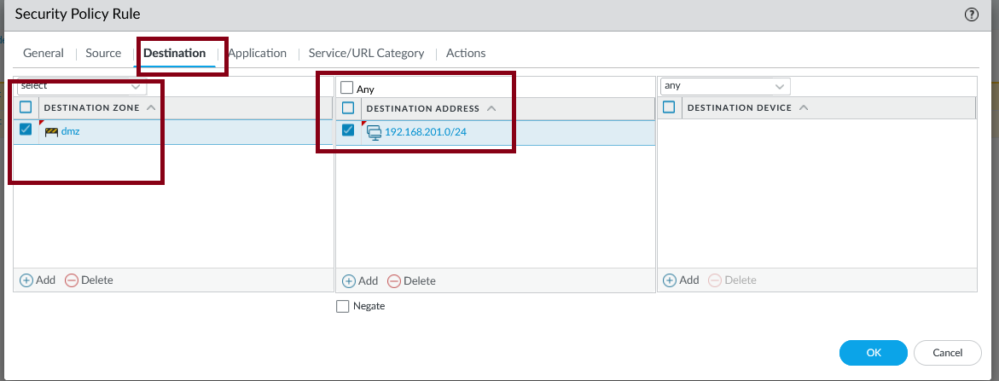 Security Policy Rule
General Source Destination Application Service/URL Category Actions
select Any any
DESTINATION ZONE DESTINATION ADDRESS DESTINATION DEVICE
dmz 192.168.201.0/24
Add Delete Add Delete Add Delete
Negate
OK Cancel